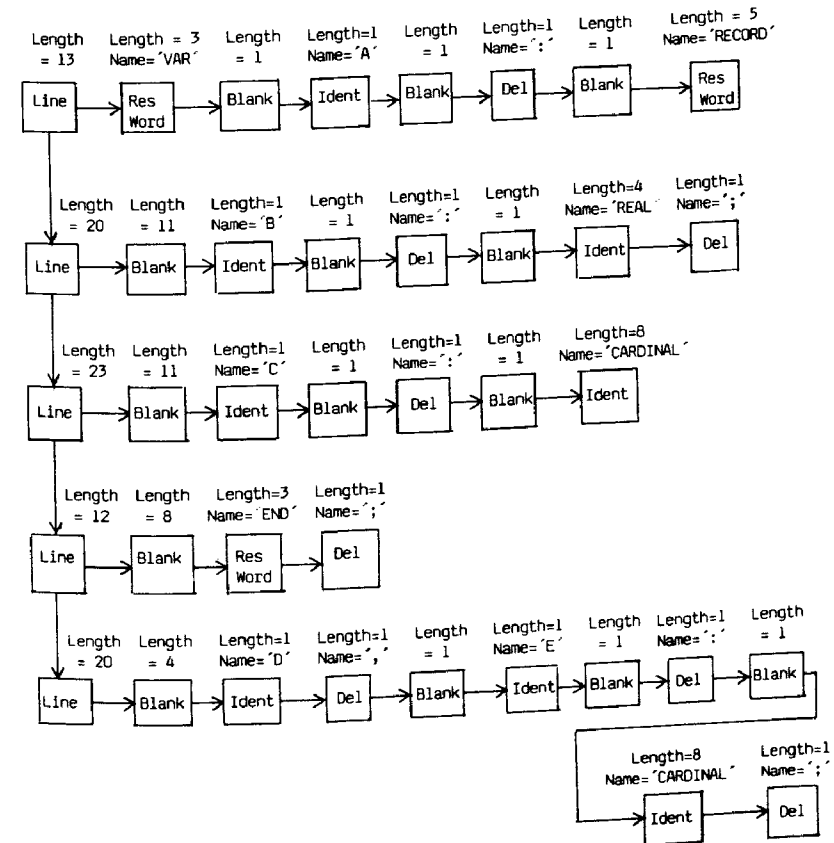 Length = 13
Length = 3 Name=´VAR´
Length = 1
Length=1 Name=´A´
Length = 1
Length=1 Name=´:´
Length = 1
Length = 5 Name=´RECORD´
Line
Res Word
Blank
Ident
Blank
Del
Blank
Res Word
Length = 20
Length = 11
Length=1 Name=´B´
Length = 1
Length=1 Name=´:´
Length = 1
Length=4 Name=´REAL´
Length=1 Name=´;´
Line
Blank
Ident
Blank
Del
Blank
Ident
Del
Length = 23
Length = 11
Length=1 Name=´C´
Length = 1
Length=1 Name=´:´
Length = 1
Length=8 Name=´CARDINAL´
Line
Blank
Ident
Blank
Del
Blank
Ident
Length = 12
Length = 8
Length=3 Name=´END´
Length=1 Name=´;´
Line
Blank
Res Word
Del
Length = 20
Length = 4
Length=1 Name=´D´
Length=1 Name=´,´
Length = 1
Length=1 Name=´E´
Length = 1
Length=1 Name=´:´
Length = 1
Line
Blank
Ident
Del
Blank
Ident
Blank
Del
Blank
Length=8 Name=´CARDINAL´
Length=1 Name=´;´
Ident
Del